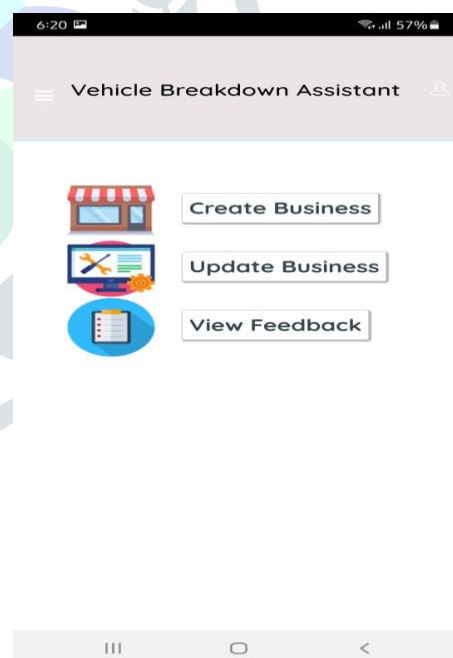 6:20 57%
Vehicle Breakdown Assistant
Create Business
Update Business
View Feedback